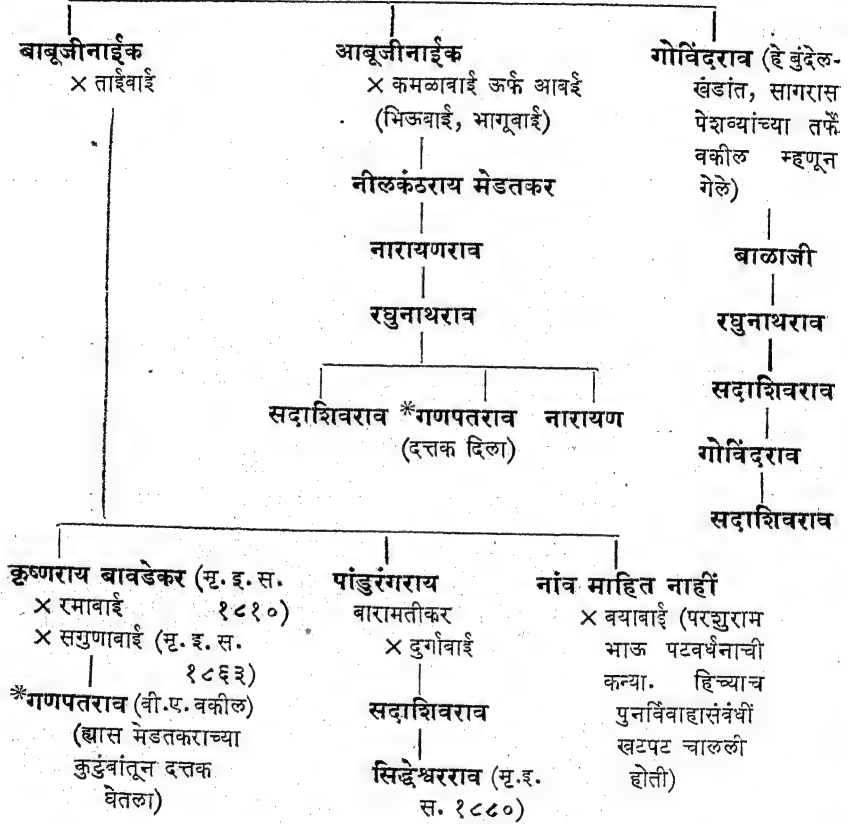 बाबूजीनाईक
× ताईबाई
आबूजीनाईक
× कमळाबाई ऊर्फ आबई
(भिऊबाई, भागूबाई)
नीलकंठराय मेडतकर
नारायणराव
रघुनाथराव
सदाशिवराव *गणपतराव नारायण
(दत्तक दिला)
गोविंदराव (हे बुंदेल-
खंडांत, सागरास
पेशव्यांच्या तर्फे
वकील म्हणून
गेले)
बाळाजी
रघुनाथराव
सदाशिवराव
गोविंदराव
सदाशिवराव
कृष्णराय बावडेकर (मृ. इ. स.
× रमाबाई १८१०)
× सगुणाबाई (मृ. इ. स.
१८६३)
*गणपतराव (बी.ए. वकील)
(ह्यास मेडतकराच्या
कुटुंबांतून दत्तक
घेतला)
पांडुरंगराय
बारामतीकर
× दुर्गाबाई
सदाशिवराव
सिद्धेश्वरराव (मृ. इ.
स. १८८०)
नांव माहित नाहीं
× बयाबाई (परशुराम
भाऊ पटवर्धनाची
कन्या. हिच्याच
पुनर्विवाहासंबंधीं
खटपट चालली
होती)